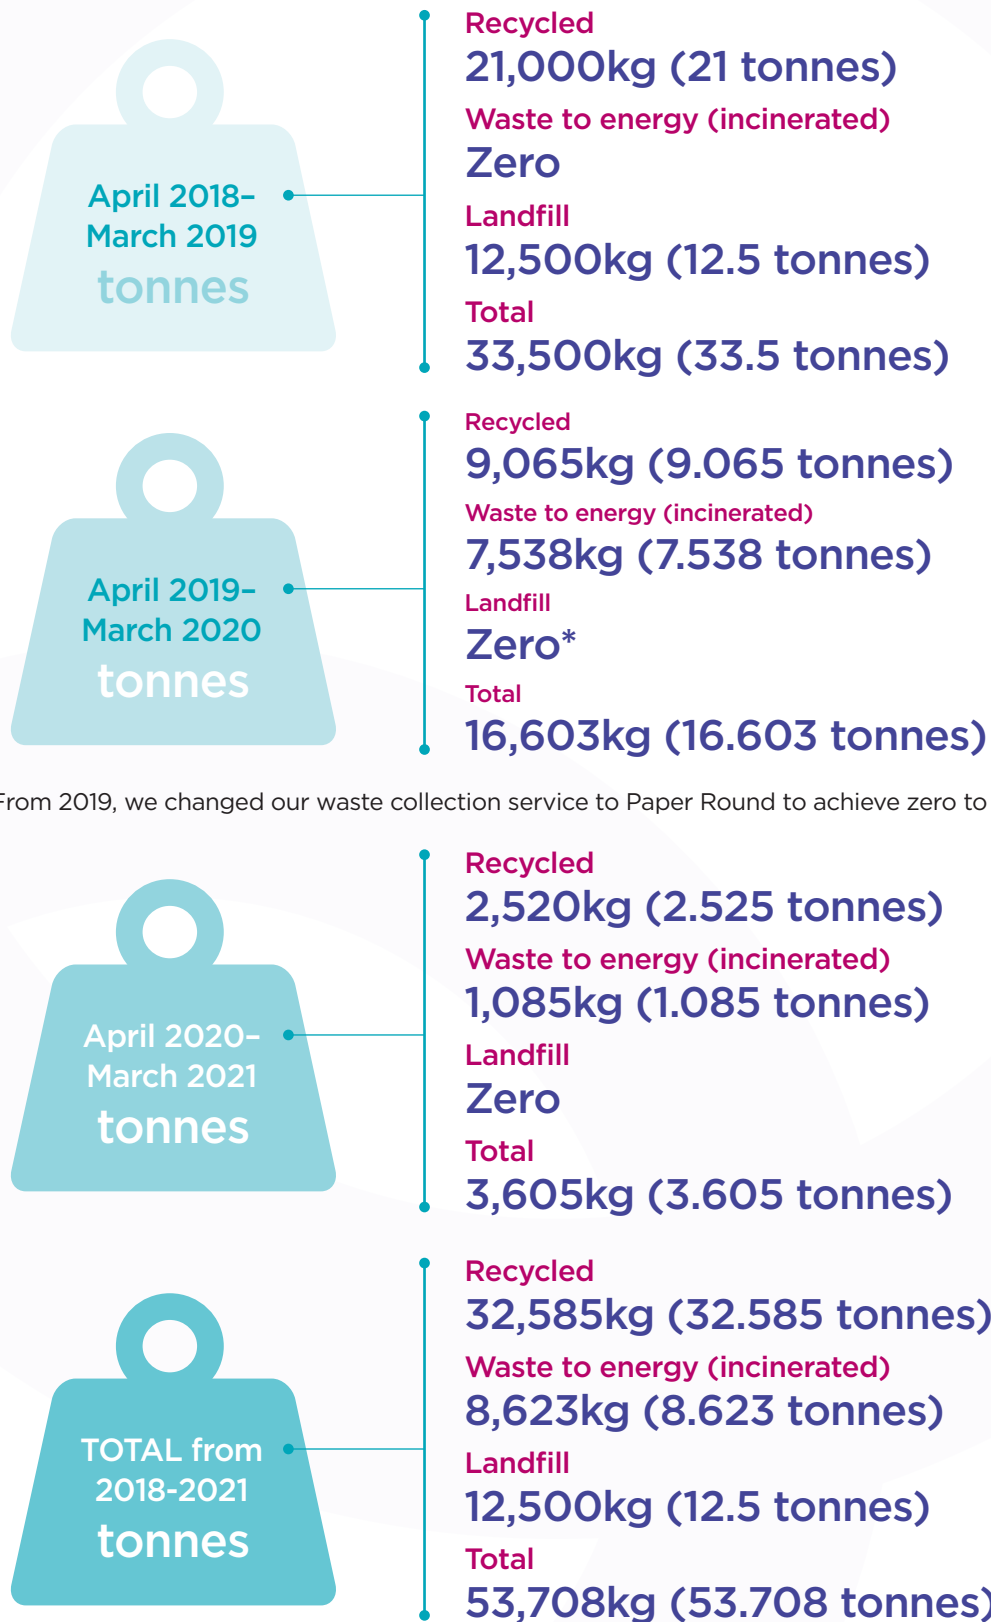 April 2018–
March 2019
tonnes
Recycled
21,000kg (21 tonnes)
Waste to energy (incinerated)
Zero
Landfill
12,500kg (12.5 tonnes)
Total
33,500kg (33.5 tonnes)
April 2019–
March 2020
tonnes
Recycled
9,065kg (9.065 tonnes)
Waste to energy (incinerated)
7,538kg (7.538 tonnes)
Landfill
Zero*
Total
16,603kg (16.603 tonnes)
From 2019, we changed our waste collection service to Paper Round to achieve zero to
April 2020–
March 2021
tonnes
Recycled
2,520kg (2.525 tonnes)
Waste to energy (incinerated)
1,085kg (1.085 tonnes)
Landfill
Zero
Total
3,605kg (3.605 tonnes)
TOTAL from
2018-2021
tonnes
Recycled
32,585kg (32.585 tonnes)
Waste to energy (incinerated)
8,623kg (8.623 tonnes)
Landfill
12,500kg (12.5 tonnes)
Total
53,708kg (53.708 tonnes)